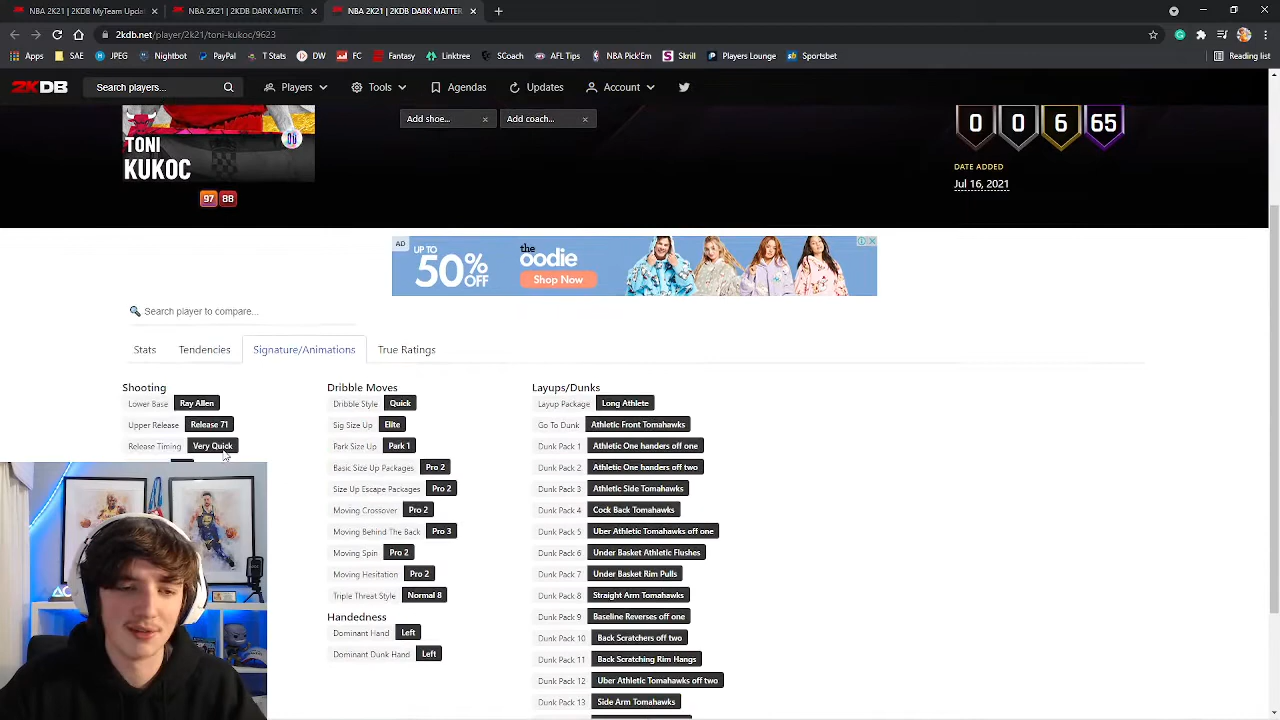 NBA 2K21 | 2KDB MyTeam Updat
NBA 2K21 | 2KDB DARK MATTER
NBA 2K21 | 2KDB DARK MATTER
2kdb.net/player/2k21/toni-kukoc/9623
Apps SAE JPEG Nightbot PayPal T Stats DW FC Fantasy Linktree SCoach AFL Tips NBA Pick'Em Skrill Players Lounge Sportsbet Reading list
2KDB Search players... Players Tools Agendas Updates Account
TONI
KUKOC
97 88
Add shoe... Add coach...
0 0 6 65
DATE ADDED
Jul 16, 2021
AD UP TO 50% OFF the oodie Shop Now
Search player to compare...
Stats Tendencies Signature/Animations True Ratings
Shooting
Lower Base Ray Allen
Upper Release Release 71
Release Timing Very Quick
Dribble Moves
Dribble Style Quick
Sig Size Up Elite
Park Size Up Park 1
Basic Size Up Packages Pro 2
Size Up Escape Packages Pro 2
Moving Crossover Pro 2
Moving Behind The Back Pro 3
Moving Spin Pro 2
Moving Hesitation Pro 2
Triple Threat Style Normal 8
Handedness
Dominant Hand Left
Dominant Dunk Hand Left
Layups/Dunks
Layup Package Long Athlete
Go To Dunk Athletic Front Tomahawks
Dunk Pack 1 Athletic One handers off one
Dunk Pack 2 Athletic One handers off two
Dunk Pack 3 Athletic Side Tomahawks
Dunk Pack 4 Cock Back Tomahawks
Dunk Pack 5 Uber Athletic Tomahawks off one
Dunk Pack 6 Under Basket Athletic Flushes
Dunk Pack 7 Under Basket Rim Pulls
Dunk Pack 8 Straight Arm Tomahawks
Dunk Pack 9 Baseline Reverses off one
Dunk Pack 10 Back Scratchers off two
Dunk Pack 11 Back Scratching Rim Hangs
Dunk Pack 12 Uber Athletic Tomahawks off two
Dunk Pack 13 Side Arm Tomahawks